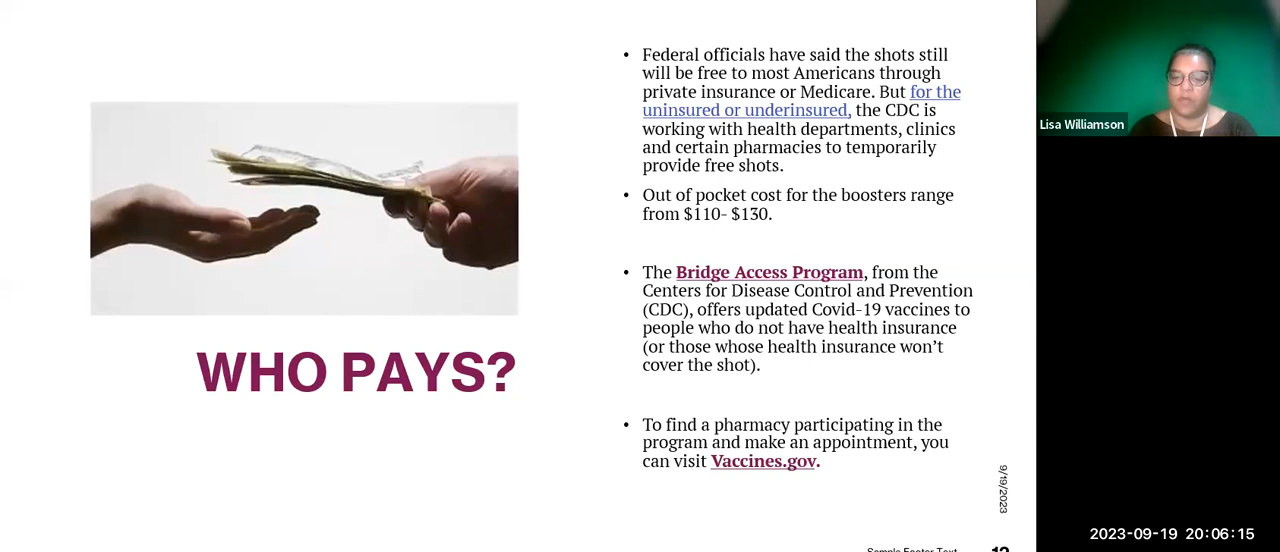 WHO PAYS?
• Federal officials have said the shots still
will be free to most Americans through
private insurance or Medicare. But for the
uninsured or underinsured, the CDC is
working with health departments, clinics
and certain pharmacies to temporarily
provide free shots.
• Out of pocket cost for the boosters range
from $110- $130.
• The Bridge Access Program, from the
Centers for Disease Control and Prevention
(CDC), offers updated Covid-19 vaccines to
people who do not have health insurance
(or those whose health insurance won’t
cover the shot).
• To find a pharmacy participating in the
program and make an appointment, you
can visit Vaccines.gov.
9/19/2023
Sample Footer Text
12
Lisa Williamson
2023-09-19 20:06:15